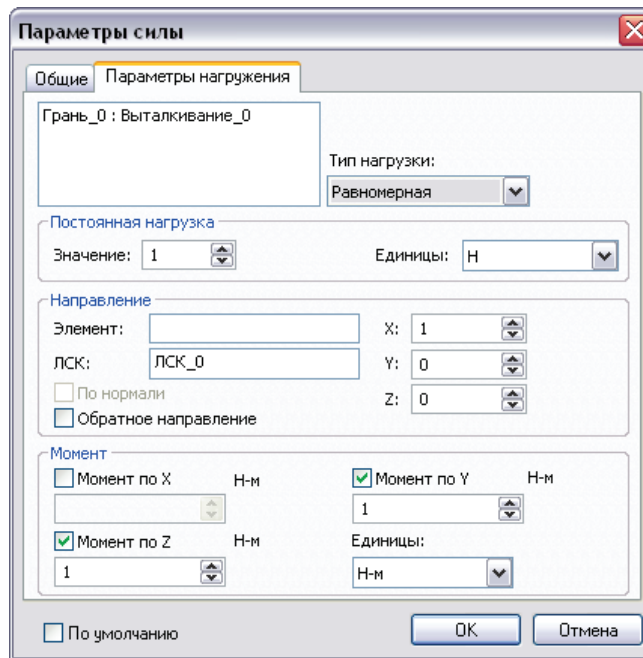 Параметры силы
Общие
Параметры нагружения
Грань_0 : Выталкивание_0
Тип нагрузки:
Равномерная
Постоянная нагрузка
Значение: 1 Единицы: Н
Направление
Элемент: X: 1
ЛСК: ЛСК_0 Y: 0
По нормали Z: 0
Обратное направление
Момент
Момент по X Н-м Момент по Y Н-м
1
Момент по Z Н-м Единицы:
1 Н-м
По умолчанию OK Отмена